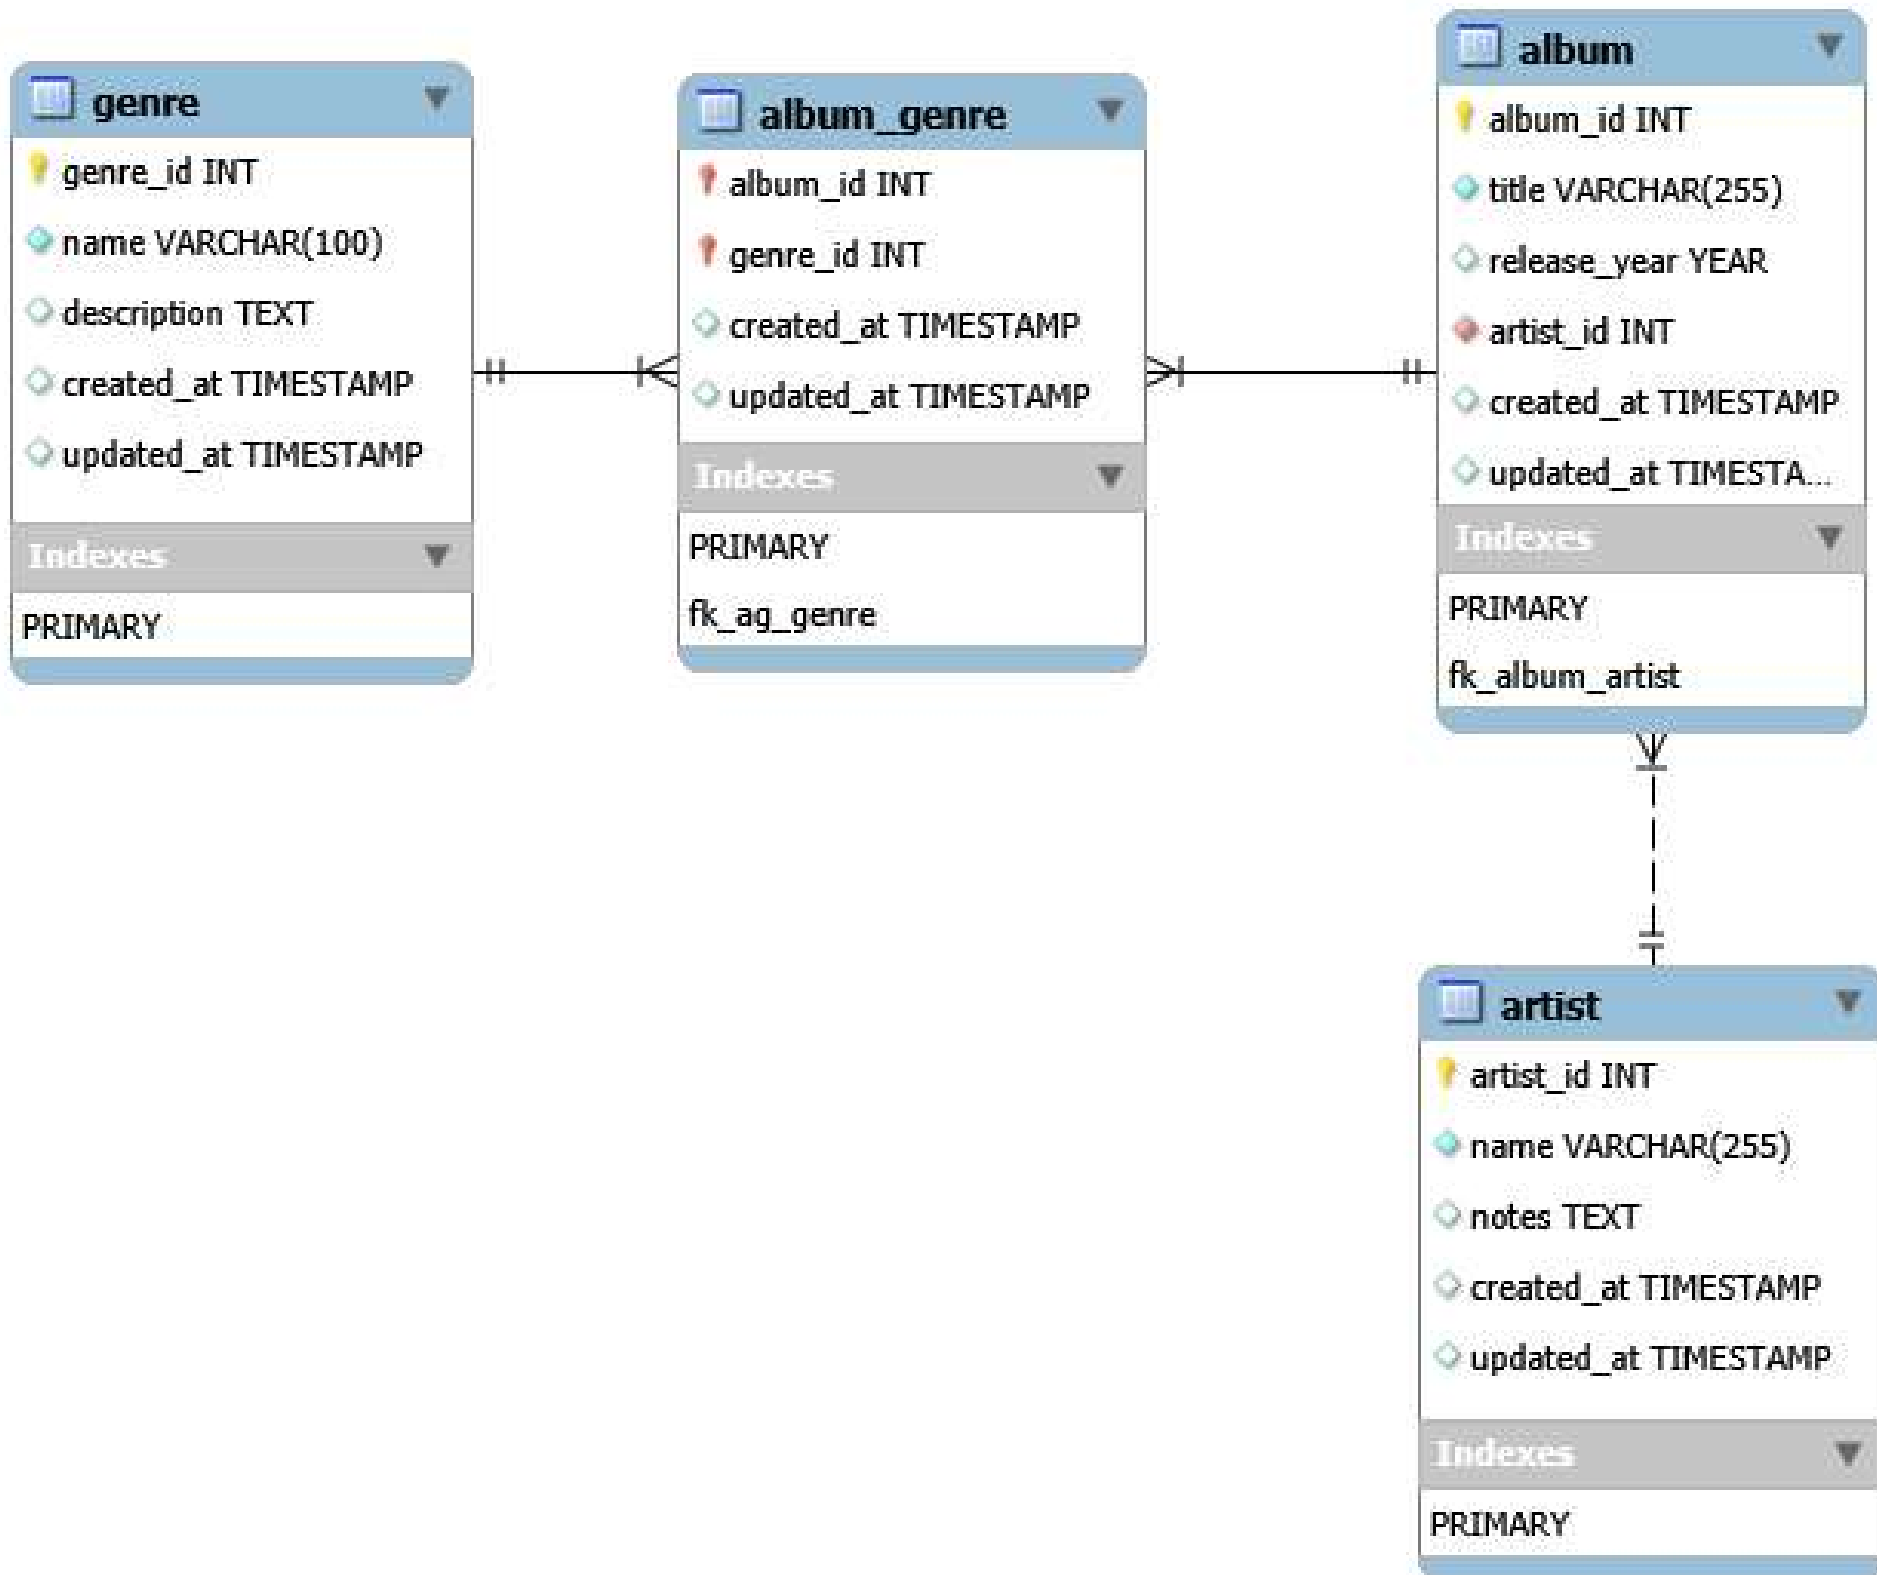 genre
genre_id INT
name VARCHAR(100)
description TEXT
created_at TIMESTAMP
updated_at TIMESTAMP
Indexes
PRIMARY
album_genre
album_id INT
genre_id INT
created_at TIMESTAMP
updated_at TIMESTAMP
Indexes
PRIMARY
fk_ag_genre
album
album_id INT
title VARCHAR(255)
release_year YEAR
artist_id INT
created_at TIMESTAMP
updated_at TIMESTA...
Indexes
PRIMARY
fk_album_artist
artist
artist_id INT
name VARCHAR(255)
notes TEXT
created_at TIMESTAMP
updated_at TIMESTAMP
Indexes
PRIMARY